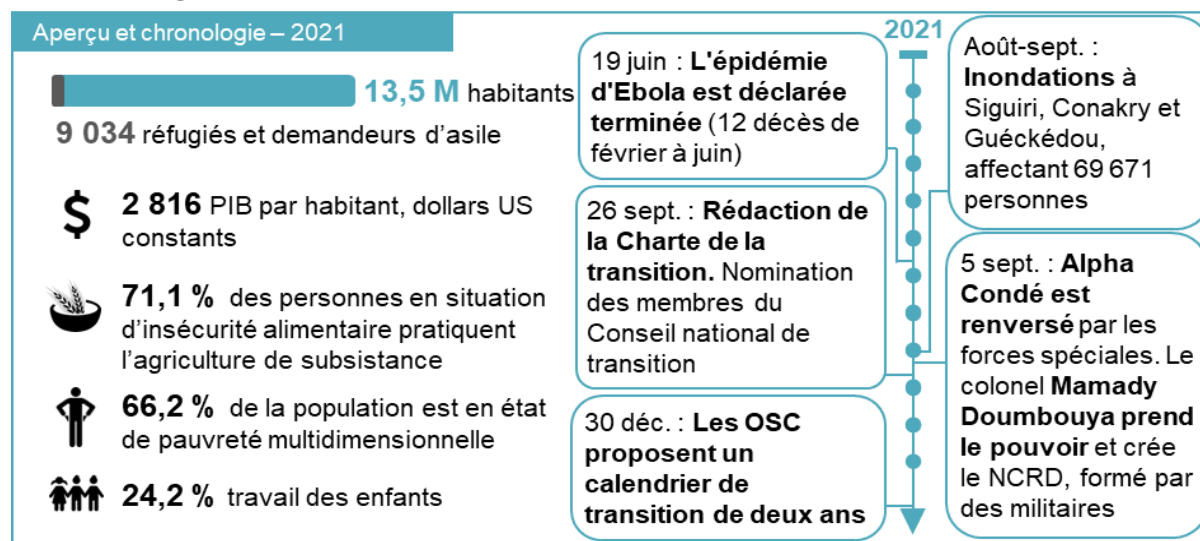 Aperçu et chronologie – 2021
13,5 M habitants
9 034 réfugiés et demandeurs d’asile
2 816 PIB par habitant, dollars US
constants
71,1 % des personnes en situation
d’insécurité alimentaire pratiquent
l’agriculture de subsistance
66,2 % de la population est en état
de pauvreté multidimensionnelle
24,2 % travail des enfants
2021
19 juin : L'épidémie
d'Ebola est déclarée
terminée (12 décès de
février à juin)
26 sept. : Rédaction de
la Charte de la
transition. Nomination
des membres du
Conseil national de
transition
30 déc. : Les OSC
proposent un
calendrier de
transition de deux ans
Août-sept. :
Inondations à
Siguiri, Conakry et
Guéckédou,
affectant 69 671
personnes
5 sept. : Alpha
Condé est
renversé par les
forces spéciales. Le
colonel Mamady
Doumbouya prend
le pouvoir et crée
le NCRD, formé par
des militaires